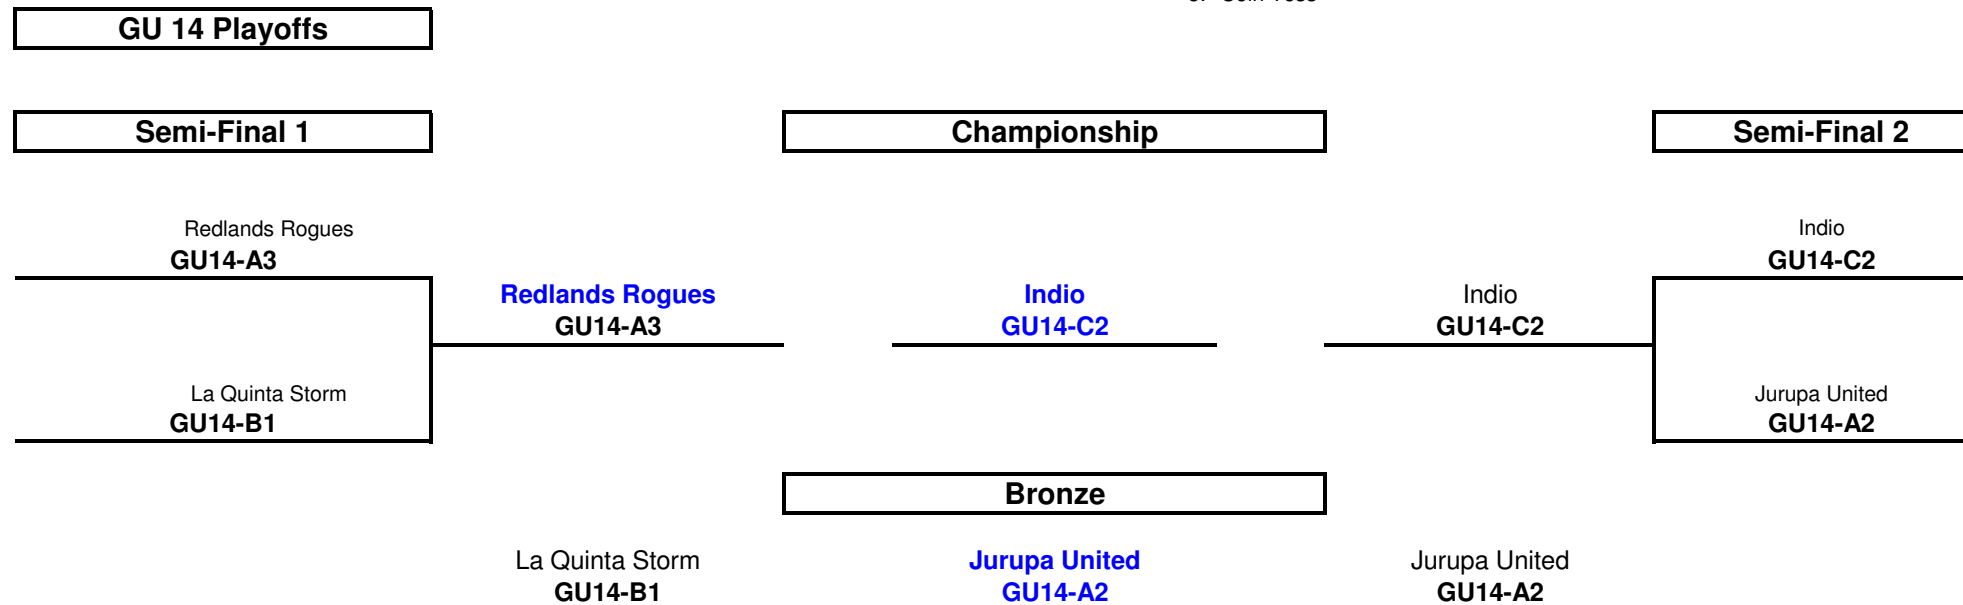 GU 14 Playoffs
Semi-Final 1
Championship
Semi-Final 2
Redlands Rogues
GU14-A3
Indio
GU14-C2
Redlands Rogues
GU14-A3
Indio
GU14-C2
Indio
GU14-C2
La Quinta Storm
GU14-B1
Jurupa United
GU14-A2
Bronze
La Quinta Storm
GU14-B1
Jurupa United
GU14-A2
Jurupa United
GU14-A2